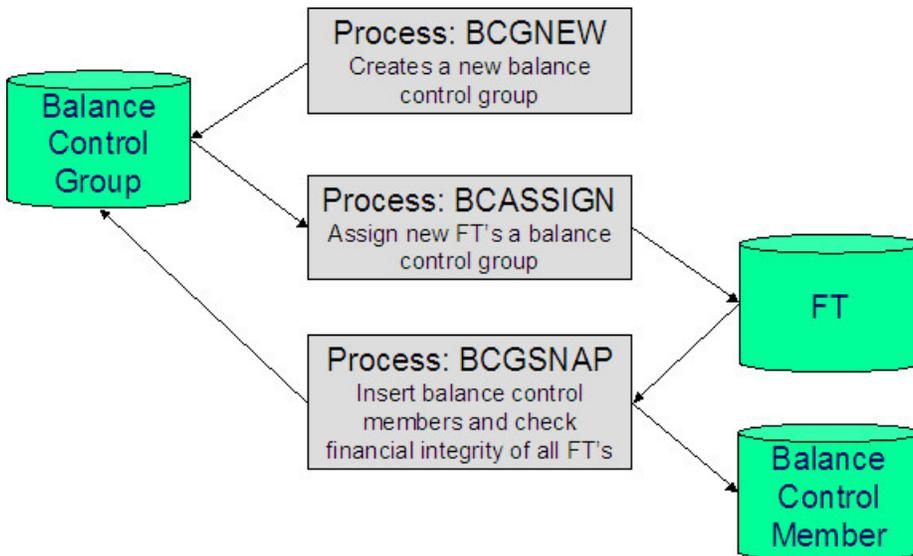 Process: BCGNEW
Creates a new balance
control group
Balance
Control
Group
Process: BCASSIGN
Assign new FT's a balance
control group
FT
Process: BCGSNAP
Insert balance control
members and check
financial integrity of all FT's
Balance
Control
Member